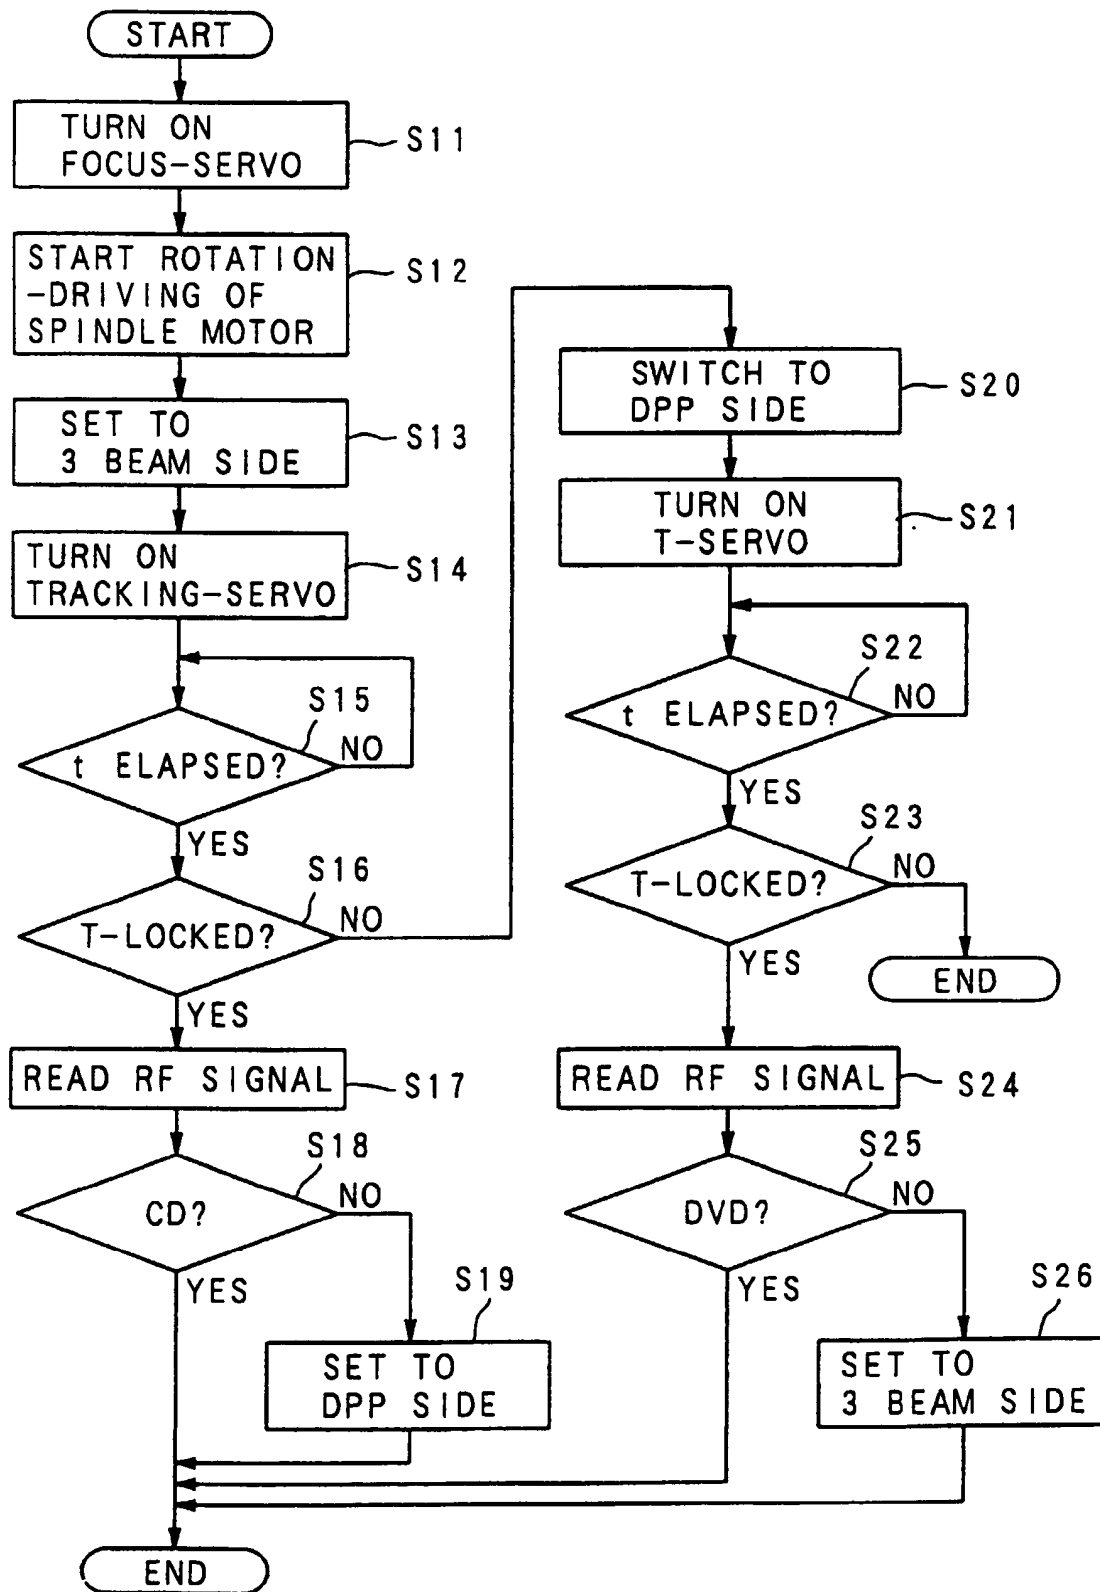 START
TURN ON
FOCUS-SERVO
S11
START ROTATION
-DRIVING OF
SPINDLE MOTOR
S12
SET TO
3 BEAM SIDE
S13
TURN ON
TRACKING-SERVO
S14
S15
t ELAPSED?
NO
YES
S16
T-LOCKED?
NO
YES
READ RF SIGNAL
S17
S18
CD?
NO
YES
S19
SET TO
DPP SIDE
END
SWITCH TO
DPP SIDE
S20
TURN ON
T-SERVO
S21
S22
t ELAPSED?
NO
YES
S23
T-LOCKED?
NO
YES
END
READ RF SIGNAL
S24
S25
DVD?
NO
YES
S26
SET TO
3 BEAM SIDE